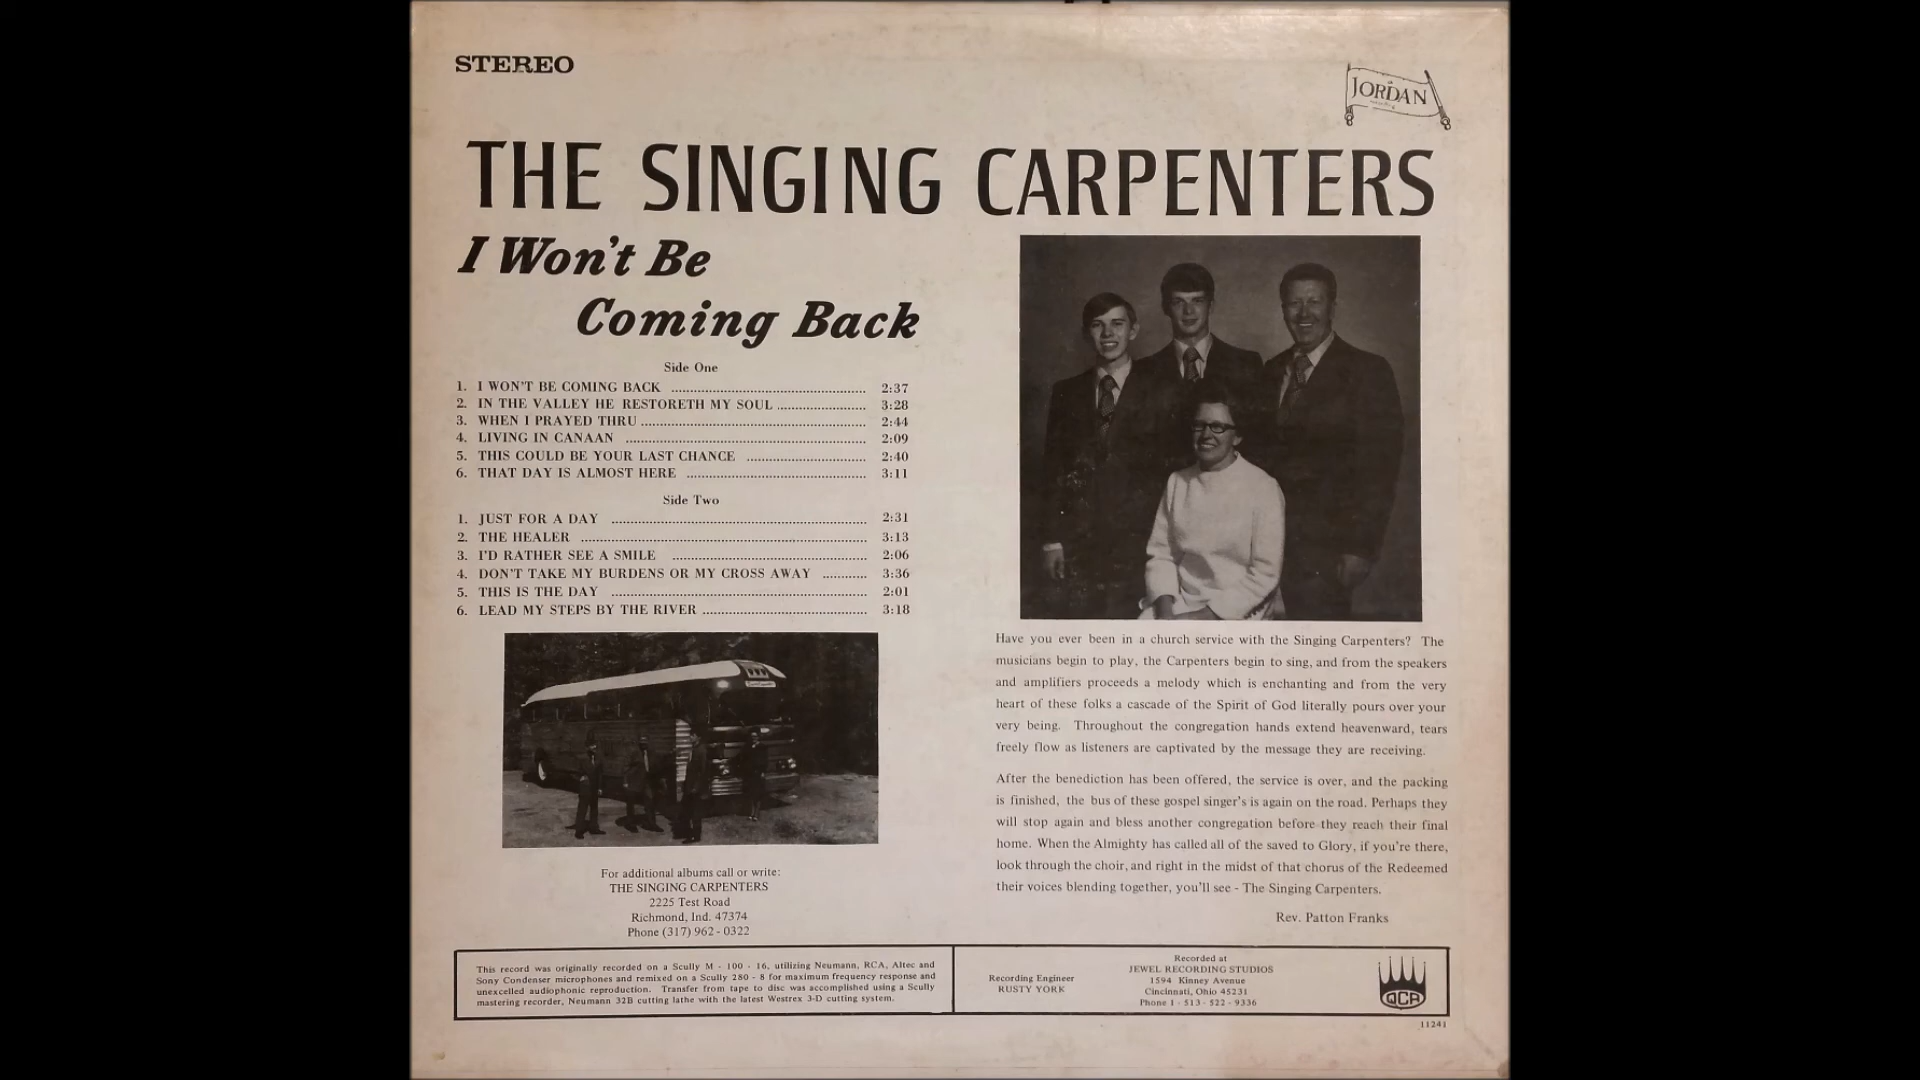 STEREO
JORDAN
THE SINGING CARPENTERS
I Won't Be
Coming Back
Side One
1. I WON'T BE COMING BACK ........ 2:37
2. IN THE VALLEY HE RESTORETH MY SOUL ........ 3:28
3. WHEN I PRAYED THRU ........ 2:44
4. LIVING IN CANAAN ........ 2:09
5. THIS COULD BE YOUR LAST CHANCE ........ 2:40
6. THAT DAY IS ALMOST HERE ........ 3:11
Side Two
1. JUST FOR A DAY ........ 2:31
2. THE HEALER ........ 3:13
3. I'D RATHER SEE A SMILE ........ 2:06
4. DON'T TAKE MY BURDENS OR MY CROSS AWAY ........ 3:36
5. THIS IS THE DAY ........ 2:01
6. LEAD MY STEPS BY THE RIVER ........ 3:18
For additional albums call or write:
THE SINGING CARPENTERS
2225 Test Road
Richmond, Ind. 47374
Phone (317) 962 - 0322
Have you ever been in a church service with the Singing Carpenters? The
musicians begin to play, the Carpenters begin to sing, and from the speakers
and amplifiers proceeds a melody which is enchanting and from the very
heart of these folks a cascade of the Spirit of God literally pours over your
very being. Throughout the congregation hands extend heavenward, tears
freely flow as listeners are captivated by the message they are receiving.
After the benediction has been offered, the service is over, and the packing
is finished, the bus of these gospel singer's is again on the road. Perhaps they
will stop again and bless another congregation before they reach their final
home. When the Almighty has called all of the saved to Glory, if you're there,
look through the choir, and right in the midst of that chorus of the Redeemed
their voices blending together, you'll see - The Singing Carpenters.
Rev. Patton Franks
This record was originally recorded on a Scully M - 100 - 16, utilizing Neumann, RCA, Altec and
Sony Condenser microphones and remixed on a Scully 280 - 8 for maximum frequency response and
unexcelled audiophonic reproduction. Transfer from tape to disc was accomplished using a Scully
mastering recorder, Neumann 32B cutting lathe with the latest Westrex 3-D cutting system.
Recording Engineer
RUSTY YORK
Recorded at
JEWEL RECORDING STUDIOS
1594 Kinney Avenue
Cincinnati, Ohio 45231
Phone 1 - 513 - 522 - 9336
QCA
11241